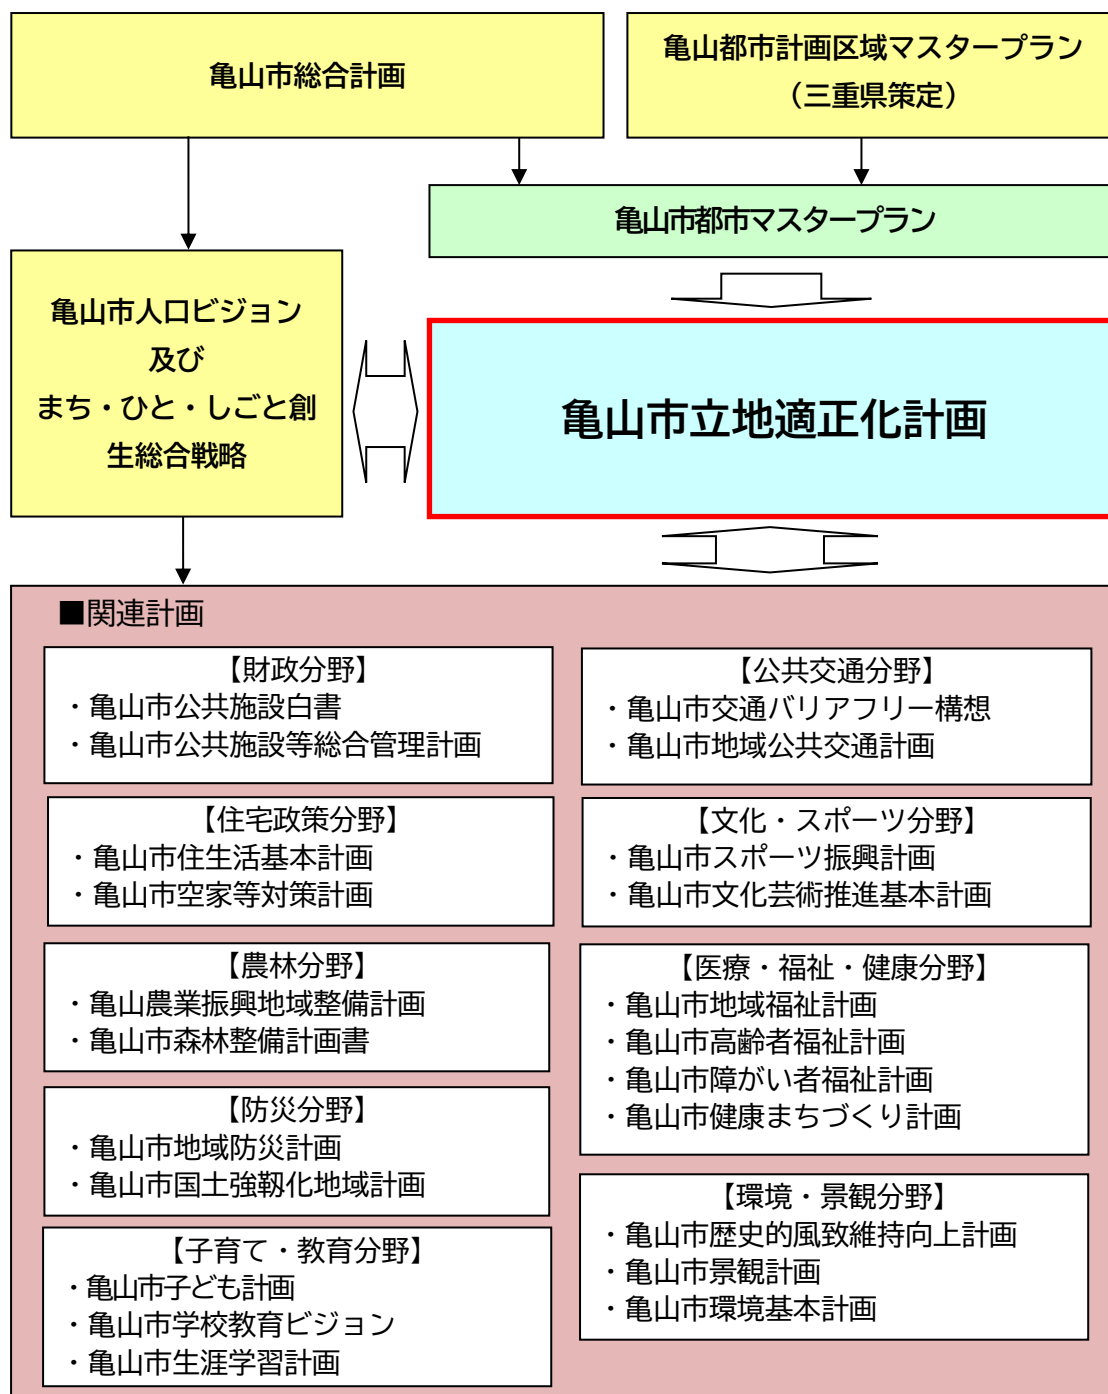 亀山市総合計画
亀山都市計画区域マスタープラン
（三重県策定）
亀山市都市マスタープラン
亀山市人口ビジョン
及び
まち・ひと・しごと創
生総合戦略
亀山市立地適正化計画
■関連計画
【財政分野】
・亀山市公共施設白書
・亀山市公共施設等総合管理計画
【住宅政策分野】
・亀山市住生活基本計画
・亀山市空家等対策計画
【農林分野】
・亀山農業振興地域整備計画
・亀山市森林整備計画書
【防災分野】
・亀山市地域防災計画
・亀山市国土強靱化地域計画
【子育て・教育分野】
・亀山市子ども計画
・亀山市学校教育ビジョン
・亀山市生涯学習計画
【公共交通分野】
・亀山市交通バリアフリー構想
・亀山市地域公共交通計画
【文化・スポーツ分野】
・亀山市スポーツ振興計画
・亀山市文化芸術推進基本計画
【医療・福祉・健康分野】
・亀山市地域福祉計画
・亀山市高齢者福祉計画
・亀山市障がい者福祉計画
・亀山市健康まちづくり計画
【環境・景観分野】
・亀山市歴史的風致維持向上計画
・亀山市景観計画
・亀山市環境基本計画